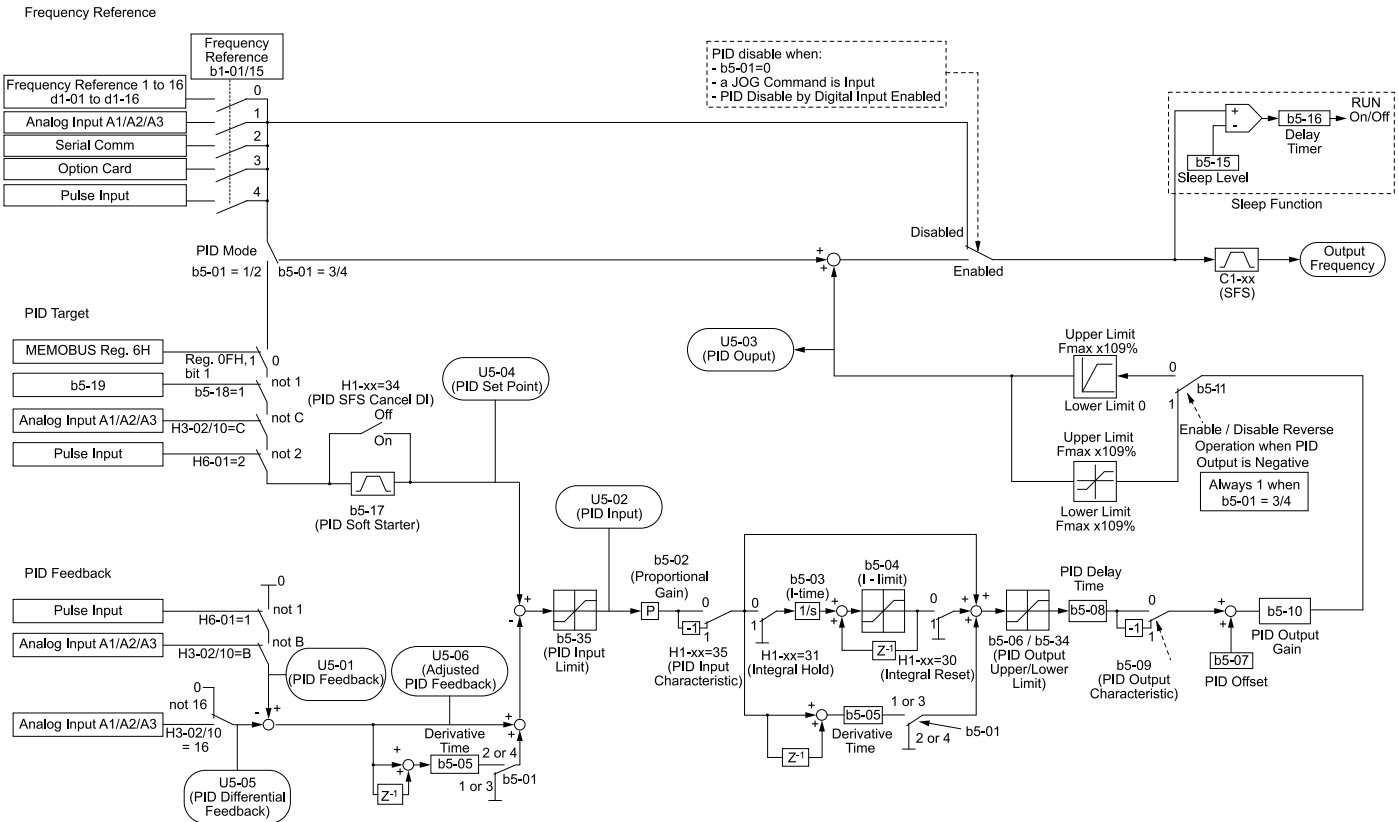 Frequency Reference
Frequency
Reference
b1-01/15
Frequency Reference 1 to 16
d1-01 to d1-16
0
Analog Input A1/A2/A3
1
Serial Comm
2
Option Card
3
Pulse Input
4
PID disable when:
- b5-01=0
- a JOG Command is Input
- PID Disable by Digital Input Enabled
+
-
b5-16
Delay
Timer
RUN
On/Off
b5-15
Sleep Level
Sleep Function
PID Mode
b5-01 = 1/2
b5-01 = 3/4
+
+
Disabled
Enabled
C1-xx
(SFS)
Output
Frequency
PID Target
MEMOBUS Reg. 6H
Reg. 0FH,
bit 1
1
0
b5-19
b5-18=1
not 1
Analog Input A1/A2/A3
H3-02/10=C
not C
Pulse Input
H6-01=2
not 2
H1-xx=34
(PID SFS Cancel DI)
Off
On
b5-17
(PID Soft Starter)
U5-04
(PID Set Point)
U5-03
(PID Ouput)
Upper Limit
Fmax x109%
Lower Limit 0
0
1
b5-11
Upper Limit
Fmax x109%
Lower Limit
Fmax x109%
Enable / Disable Reverse
Operation when PID
Output is Negative
Always 1 when
b5-01 = 3/4
U5-02
(PID Input)
PID Feedback
0
Pulse Input
H6-01=1
not 1
Analog Input A1/A2/A3
H3-02/10=B
not B
U5-01
(PID Feedback)
U5-06
(Adjusted
PID Feedback)
0
not 16
Analog Input A1/A2/A3
H3-02/10
= 16
-
+
U5-05
(PID Differential
Feedback)
Derivative
Time
+
+
b5-05
Z-1
2 or 4
1 or 3
b5-01
+
+
+
-
b5-35
(PID Input
Limit)
b5-02
(Proportional
Gain)
P
-1
0
1
H1-xx=35
(PID Input
Characteristic)
b5-03
(I-time)
0
1
1/s
H1-xx=31
(Integral Hold)
b5-04
(I - limit)
+
+
Z-1
0
1
H1-xx=30
(Integral Reset)
+
+
+
+
+
Z-1
b5-05
Derivative
Time
1 or 3
2 or 4
b5-01
b5-06 / b5-34
(PID Output
Upper/Lower
Limit)
PID Delay
Time
b5-08
-1
0
1
b5-09
(PID Output
Characteristic)
+
+
b5-07
PID Offset
b5-10
PID Output
Gain